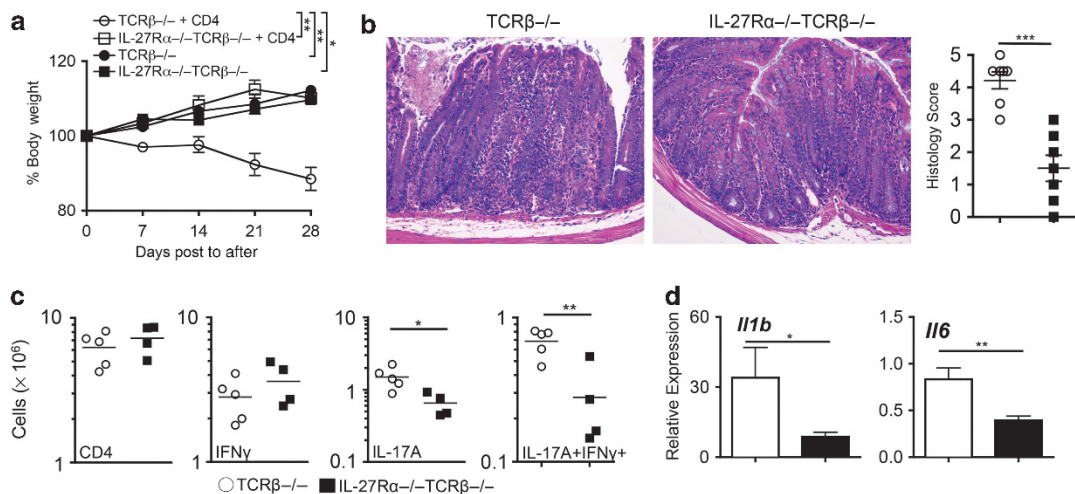 a
TCRβ−/− + CD4
IL-27Rα−/−TCRβ−/− + CD4
TCRβ−/−
IL-27Rα−/−TCRβ−/−
***
**
*
% Body weight
120
100
80
0 7 14 21 28
Days post to after
b
TCRβ−/−
IL-27Rα−/−TCRβ−/−
***
Histology Score
5
4
3
2
1
0
c
Cells (× 10⁶)
10
1
CD4
10
1
IFNγ
10
1
0.1
*
IL-17A
1
0.1
**
IL-17A+IFNγ+
TCRβ−/− IL-27Rα−/−TCRβ−/−
d
Relative Expression
60
30
0
Il1b
*
1.5
1.0
0.5
0.0
Il6
**